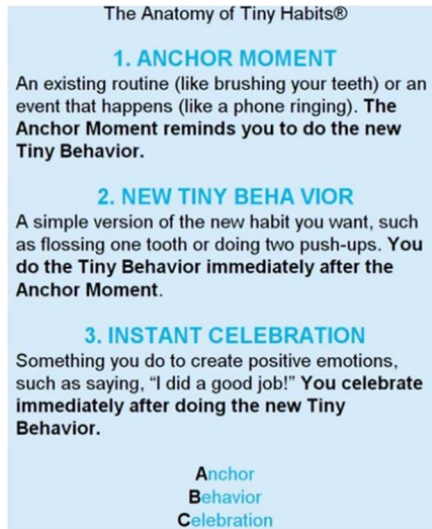 The Anatomy of Tiny Habits®
1. ANCHOR MOMENT
An existing routine (like brushing your teeth) or an
event that happens (like a phone ringing). The
Anchor Moment reminds you to do the new
Tiny Behavior.
2. NEW TINY BEHA VIOR
A simple version of the new habit you want, such
as flossing one tooth or doing two push-ups. You
do the Tiny Behavior immediately after the
Anchor Moment.
3. INSTANT CELEBRATION
Something you do to create positive emotions,
such as saying, “I did a good job!” You celebrate
immediately after doing the new Tiny
Behavior.
Anchor
Behavior
Celebration